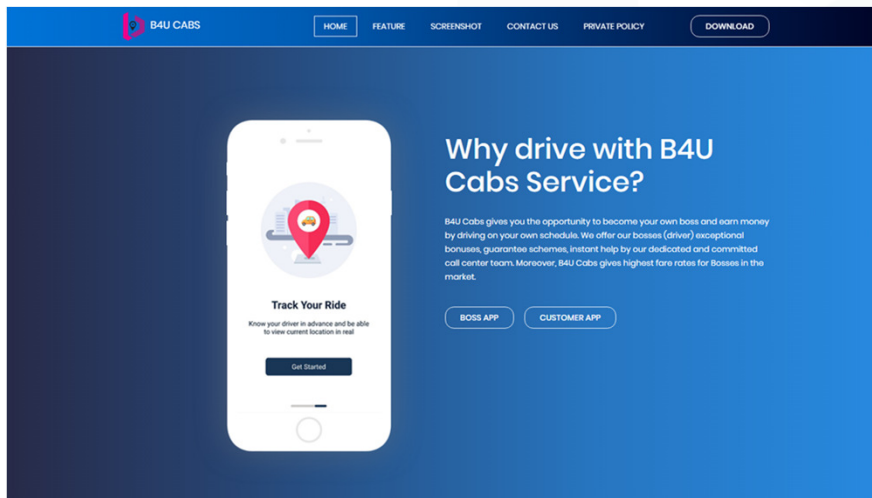 B4U CABS
HOME
FEATURE
SCREENSHOT
CONTACT US
PRIVATE POLICY
DOWNLOAD
Track Your Ride
Know your driver in advance and be able
to view current location in real
Get Started
Why drive with B4U
Cabs Service?
B4U Cabs gives you the opportunity to become your own boss and earn money
by driving on your own schedule. We offer our bosses (driver) exceptional
bonuses, guarantee schemes, instant help by our dedicated and committed
call center team. Moreover, B4U Cabs gives highest fare rates for Bosses in the
market.
BOSS APP
CUSTOMER APP